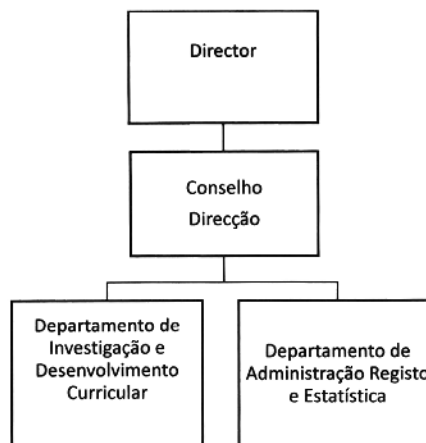 Director
Conselho
Direcção
Departamento de
Investigação e
Desenvolvimento
Curricular
Departamento de
Administração Registo
e Estatística